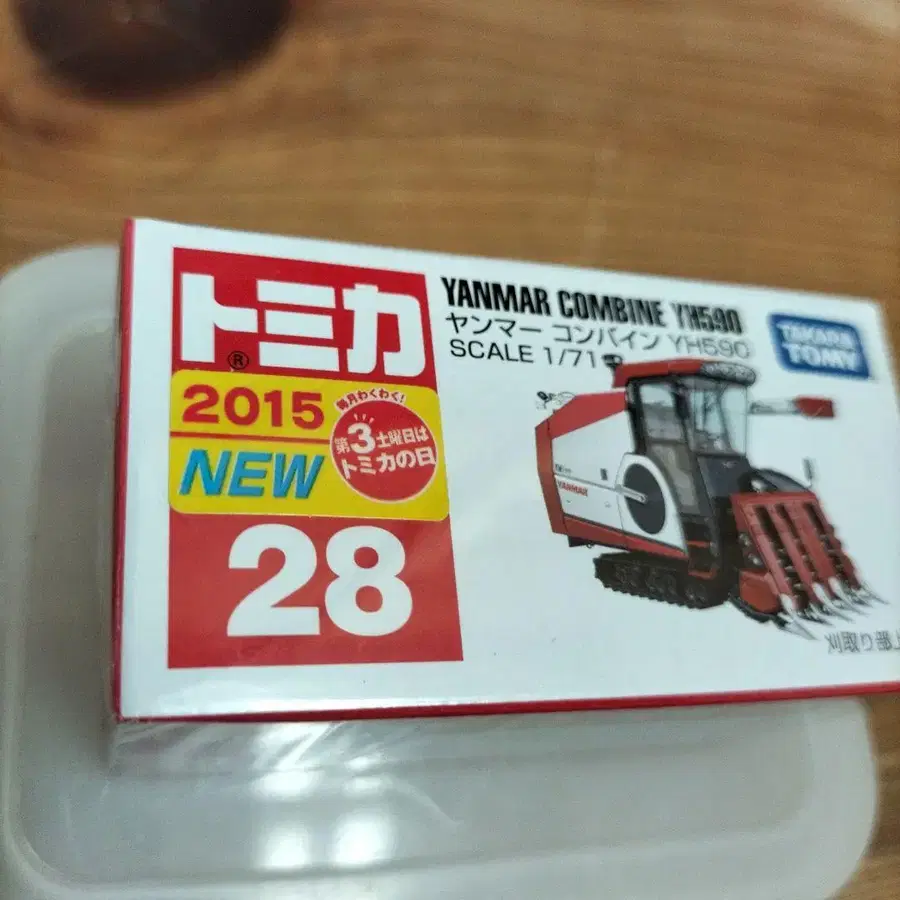 トミカ
®
2015
NEW
毎月わくわく!
第3土曜日は
トミカの日
28
YANMAR COMBINE YH590
ヤンマー コンバイン YH590
SCALE 1/71
TAKARA
TOMY
YANMAR
刈取り部上